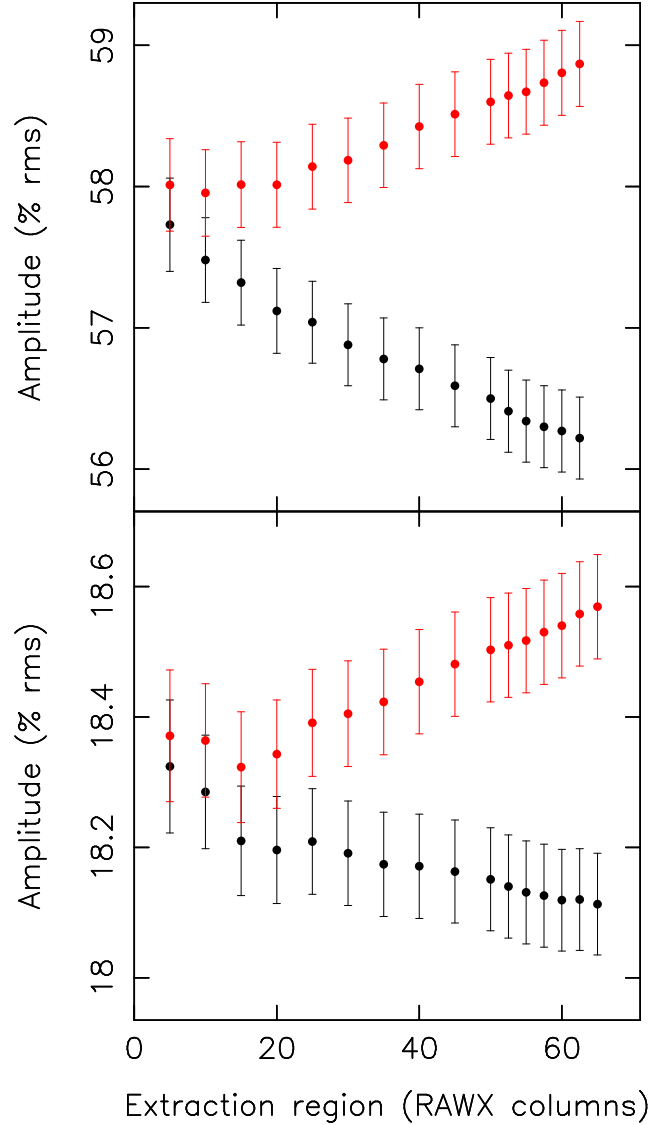 59
58
57
56
Amplitude (% rms)
18.6
18.4
18.2
18
Amplitude (% rms)
0 20 40 60
Extraction region (RAWX columns)